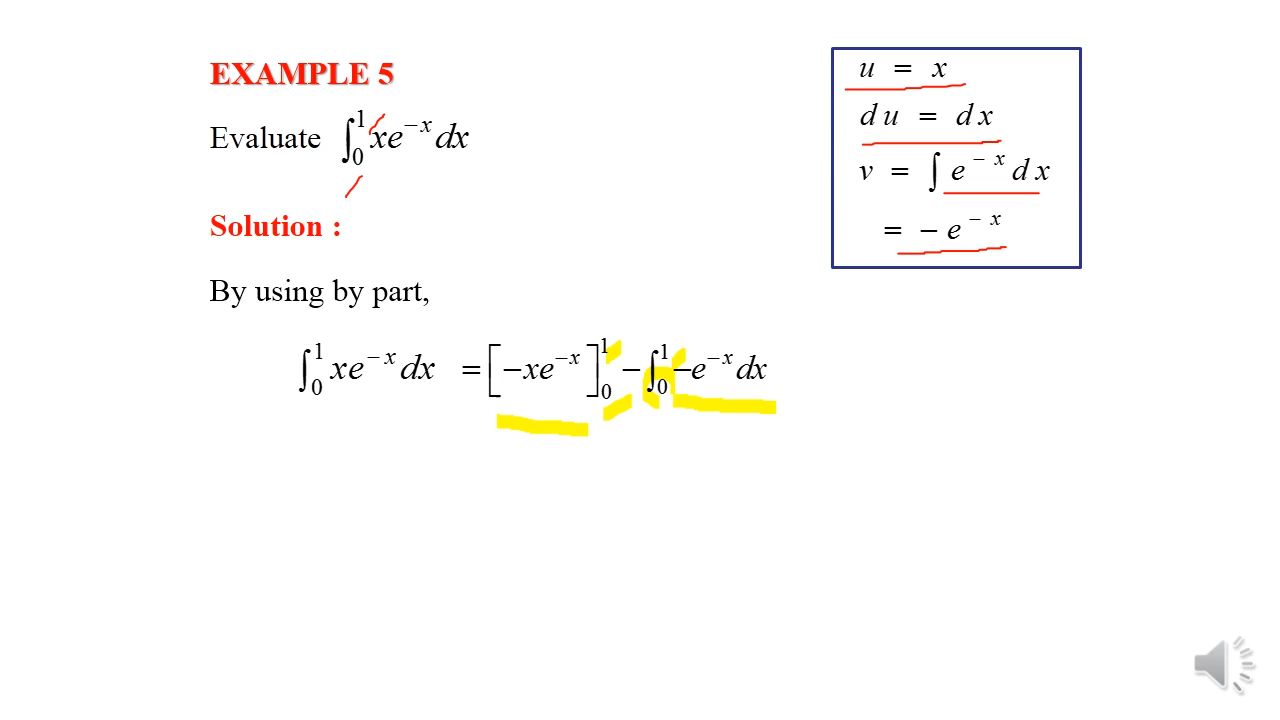 EXAMPLE 5
Evaluate ∫₀¹ xe⁻ˣ dx
Solution :
By using by part,
∫₀¹ xe⁻ˣ dx = [−xe⁻ˣ]₀¹ − ∫₀¹ −e⁻ˣ dx
u = x
du = dx
v = ∫ e⁻ˣ dx
= − e⁻ˣ